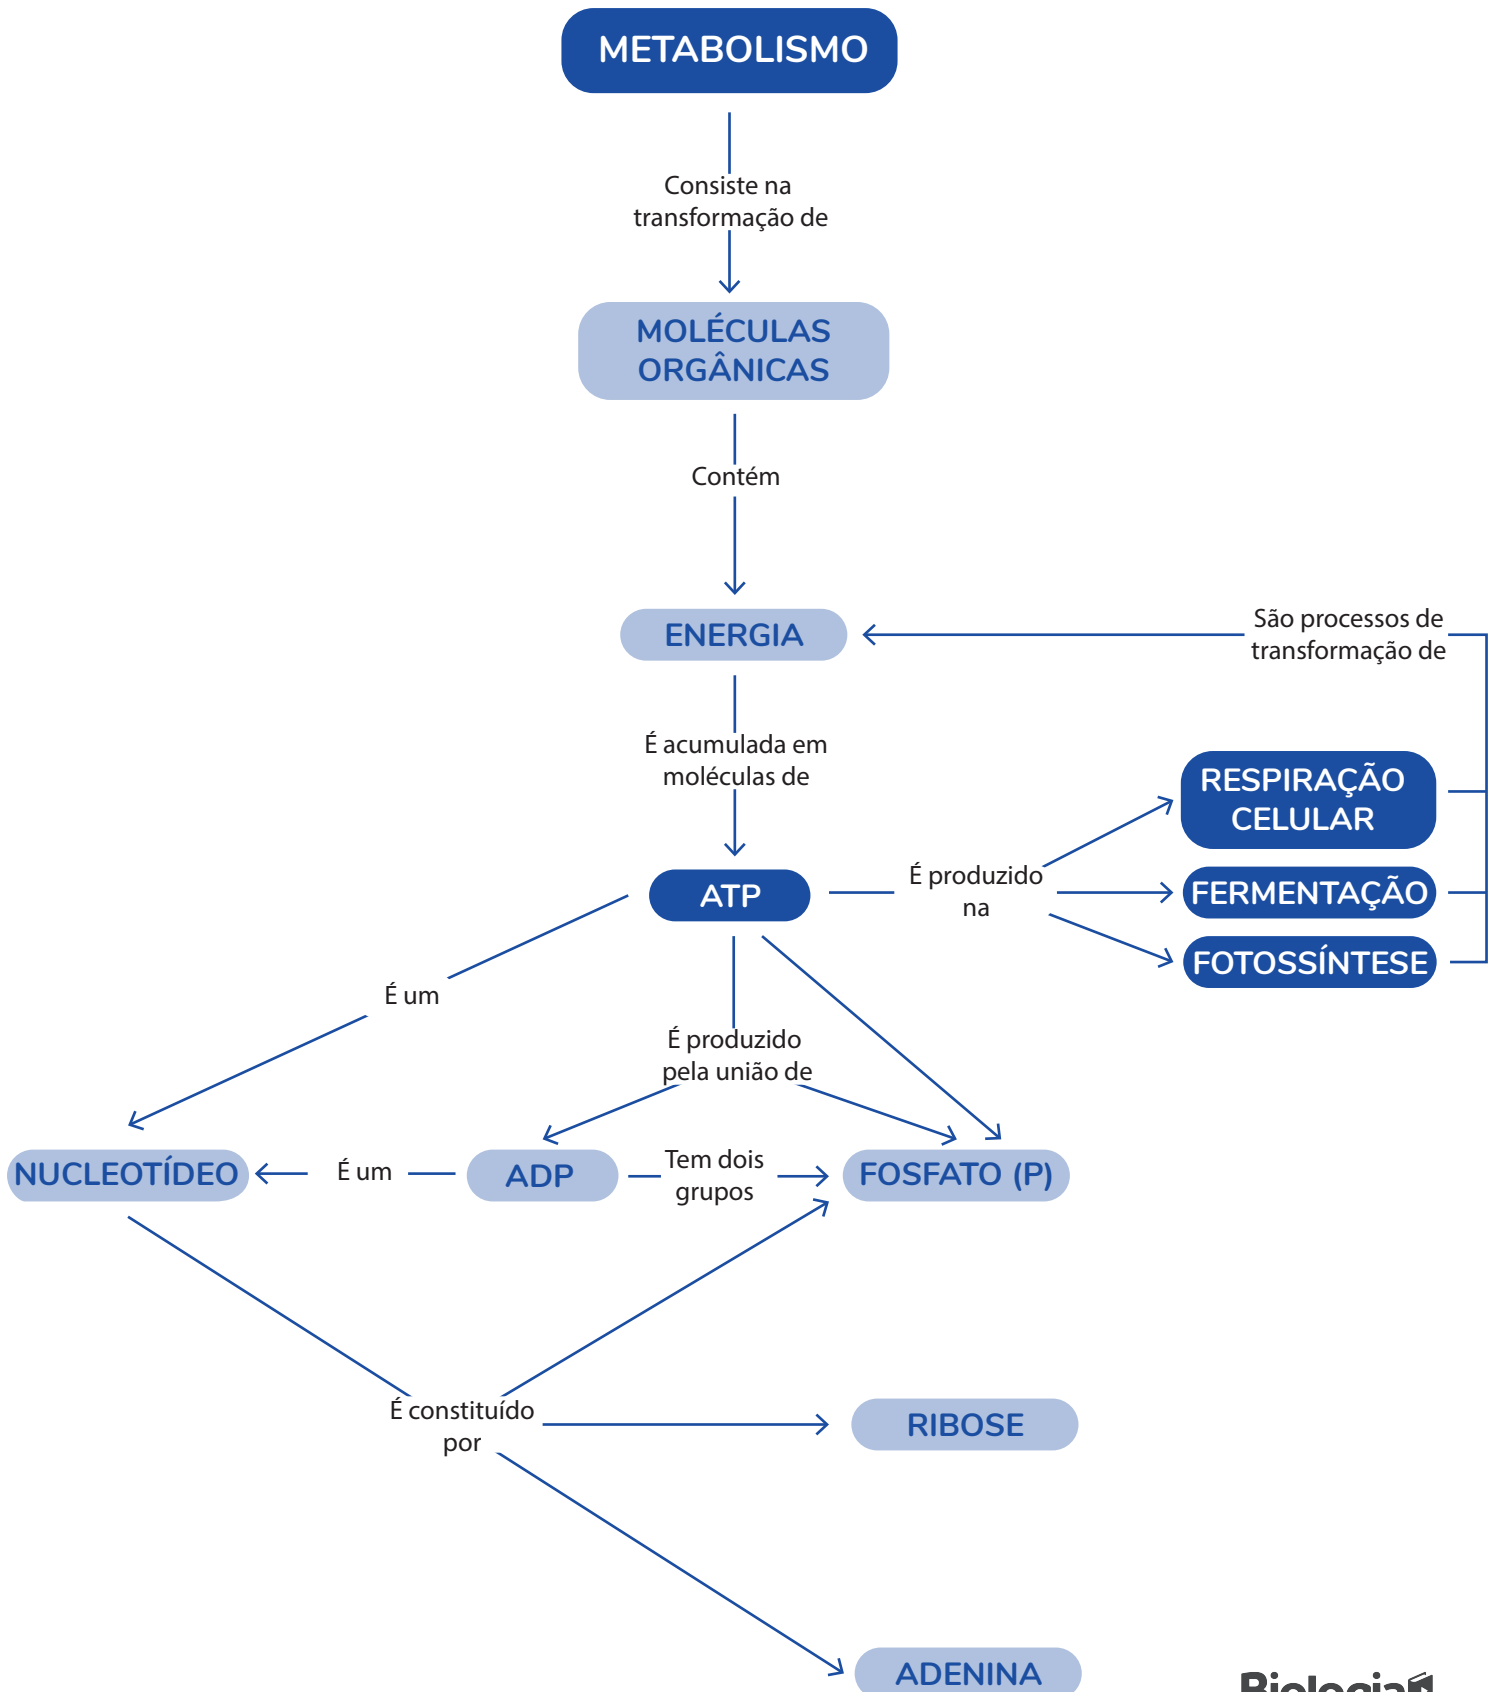 METABOLISMO
Consiste na
transformação de
MOLÉCULAS
ORGÂNICAS
Contém
ENERGIA
São processos de
transformação de
É acumulada em
moléculas de
RESPIRAÇÃO
CELULAR
ATP
É produzido
na
FERMENTAÇÃO
FOTOSSÍNTESE
É um
É produzido
pela união de
NUCLEOTÍDEO
É um
ADP
Tem dois
grupos
FOSFATO (P)
É constituído
por
RIBOSE
ADENINA
Biologia